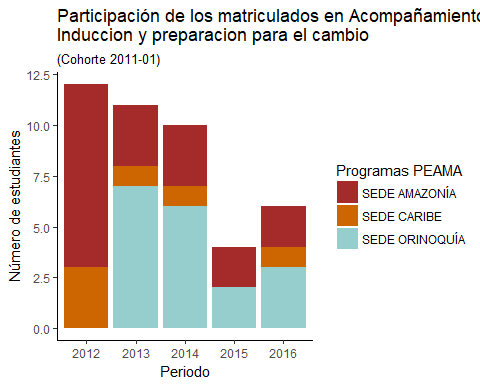 Participación de los matriculados en Acompañamiento
Induccion y preparacion para el cambio
(Cohorte 2011-01)
12.5
10.0
7.5
5.0
2.5
0.0
Número de estudiantes
2012 2013 2014 2015 2016
Periodo
Programas PEAMA
SEDE AMAZONÍA
SEDE CARIBE
SEDE ORINOQUÍA